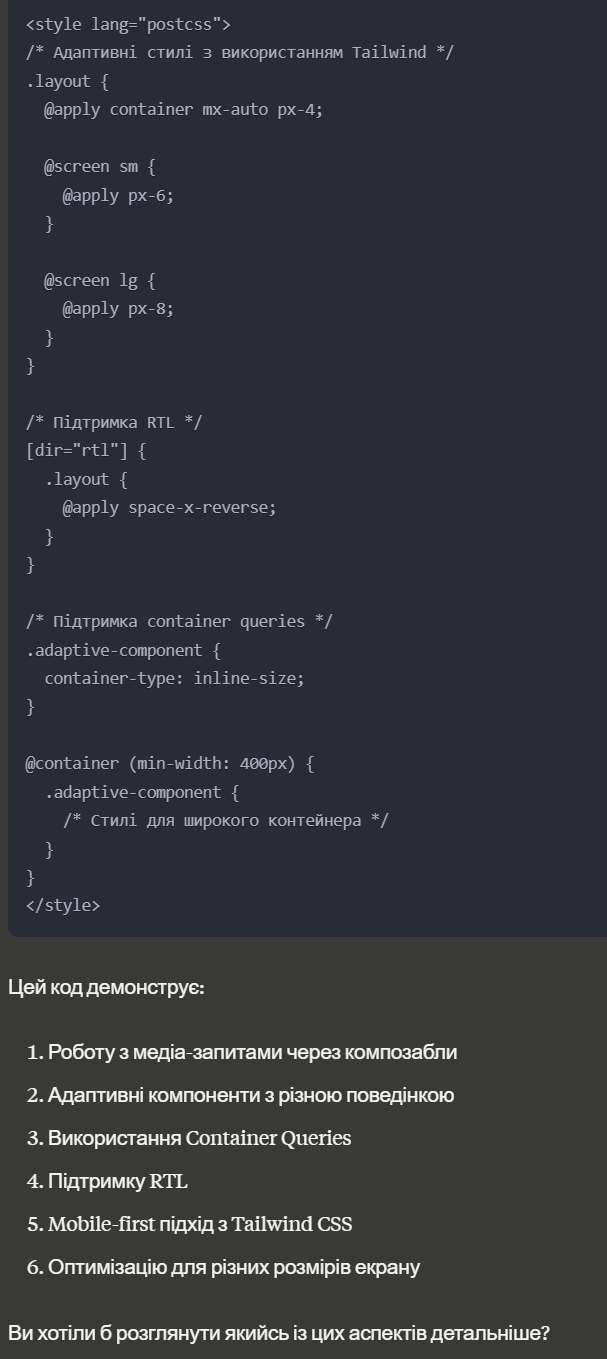 <style lang="postcss">
/* Адаптивні стилі з використанням Tailwind */
.layout {
  @apply container mx-auto px-4;

  @screen sm {
    @apply px-6;
  }

  @screen lg {
    @apply px-8;
  }
}

/* Підтримка RTL */
[dir="rtl"] {
  .layout {
    @apply space-x-reverse;
  }
}

/* Підтримка container queries */
.adaptive-component {
  container-type: inline-size;
}

@container (min-width: 400px) {
  .adaptive-component {
    /* Стилі для широкого контейнера */
  }
}
</style>

Цей код демонструє:
1. Роботу з медіа-запитами через композабли
2. Адаптивні компоненти з різною поведінкою
3. Використання Container Queries
4. Підтримку RTL
5. Mobile-first підхід з Tailwind CSS
6. Оптимізацію для різних розмірів екрану
Ви хотіли б розглянути якийсь із цих аспектів детальніше?